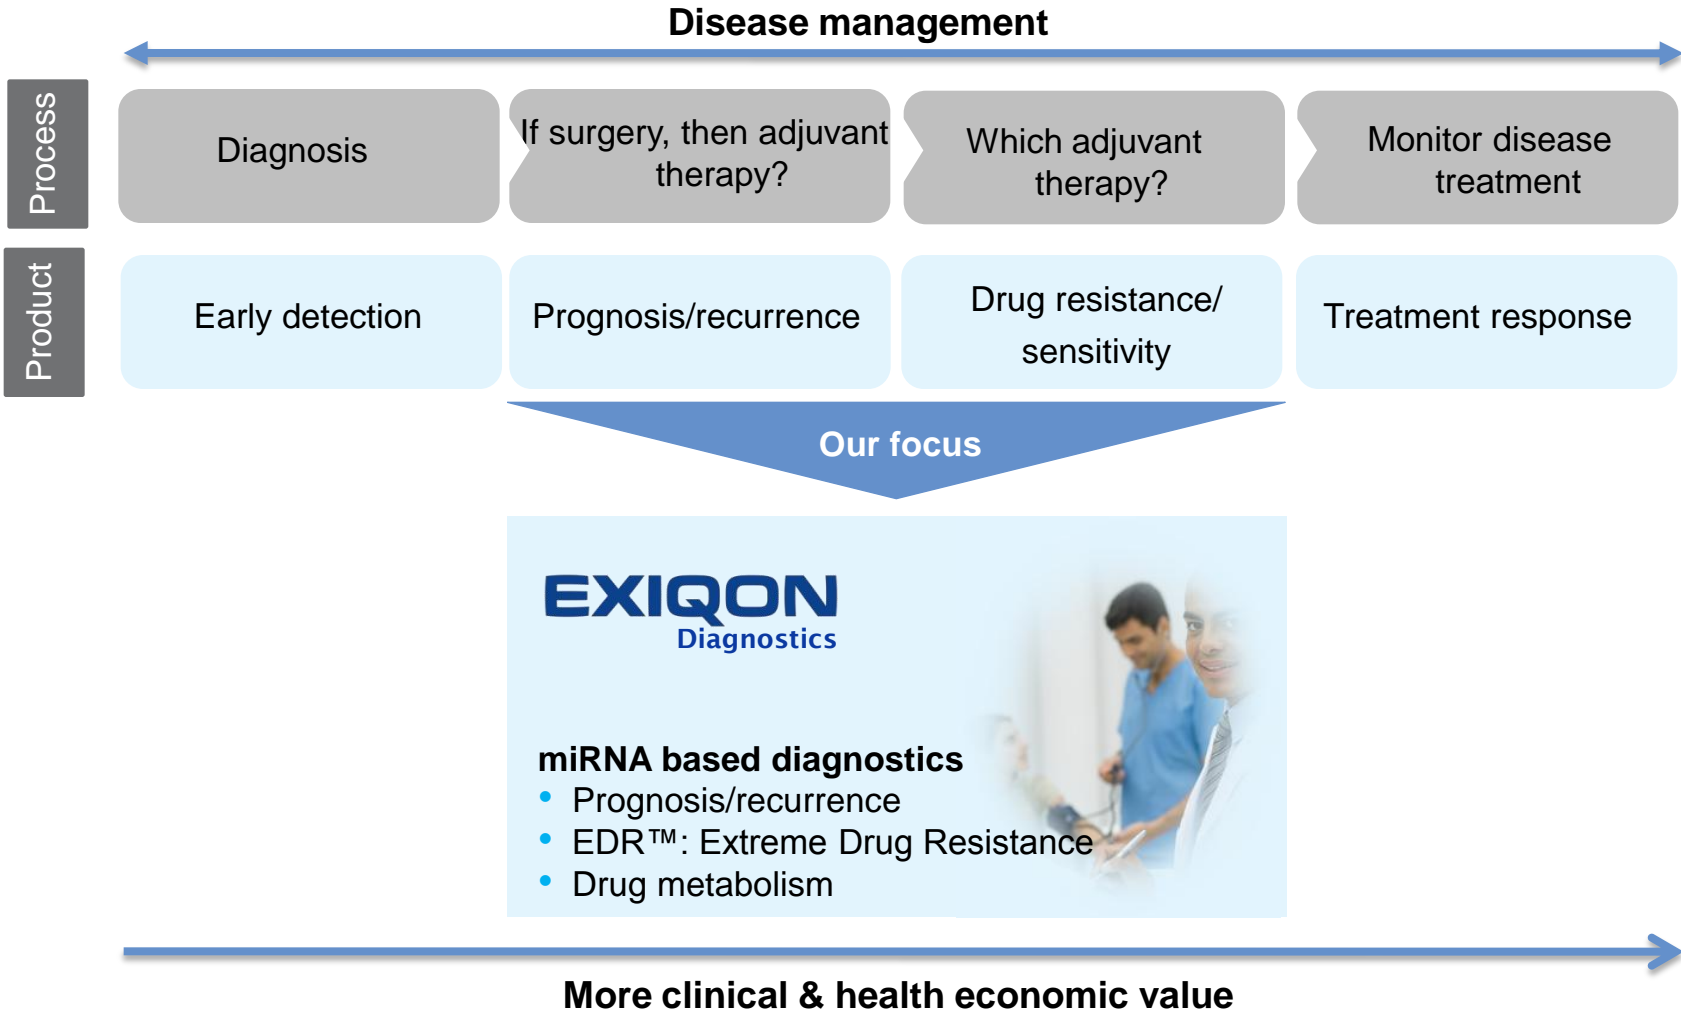 Disease management
Process
Diagnosis
If surgery, then adjuvant
therapy?
Which adjuvant
therapy?
Monitor disease
treatment
Product
Early detection
Prognosis/recurrence
Drug resistance/
sensitivity
Treatment response
Our focus
EXIQON
Diagnostics
miRNA based diagnostics
• Prognosis/recurrence
• EDR™: Extreme Drug Resistance
• Drug metabolism
More clinical & health economic value